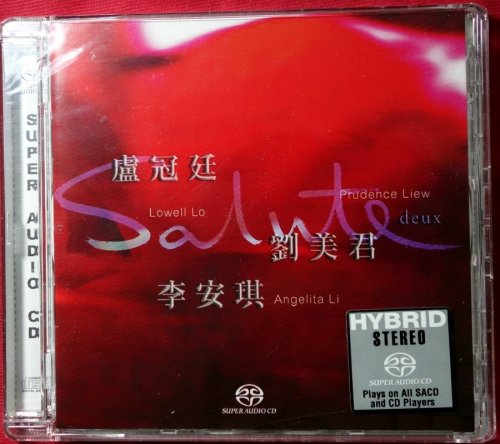 SUPER AUDIO CD
盧冠廷
Prudence Liew
Lowell Lo
Salute
deux
劉美君
李安琪
Angelita Li
SUPER AUDIO CD
HYBRID
STEREO
SUPER AUDIO CD
Plays on All SACD
and CD Players